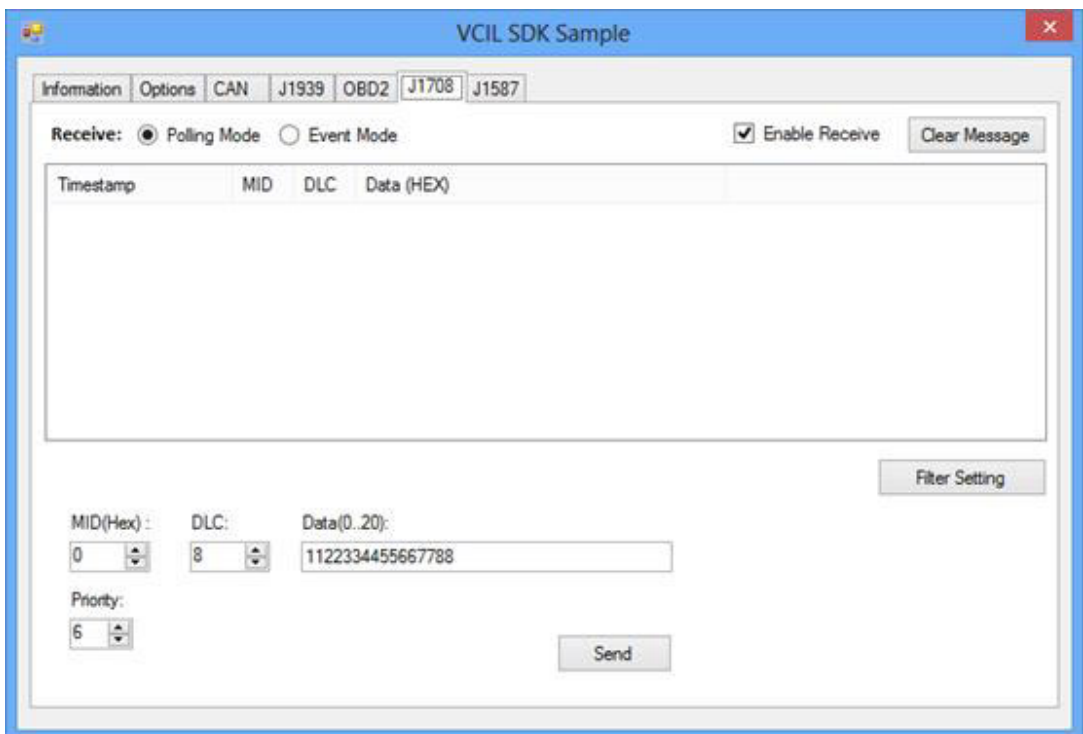 VCIL SDK Sample
Information Options CAN J1939 OBD2 J1708 J1587
Receive: Polling Mode Event Mode Enable Receive Clear Message
Timestamp MID DLC Data (HEX)
Filter Setting
MID(Hex) : DLC: Data(0..20):
0 8 1122334455667788
Priority:
6
Send